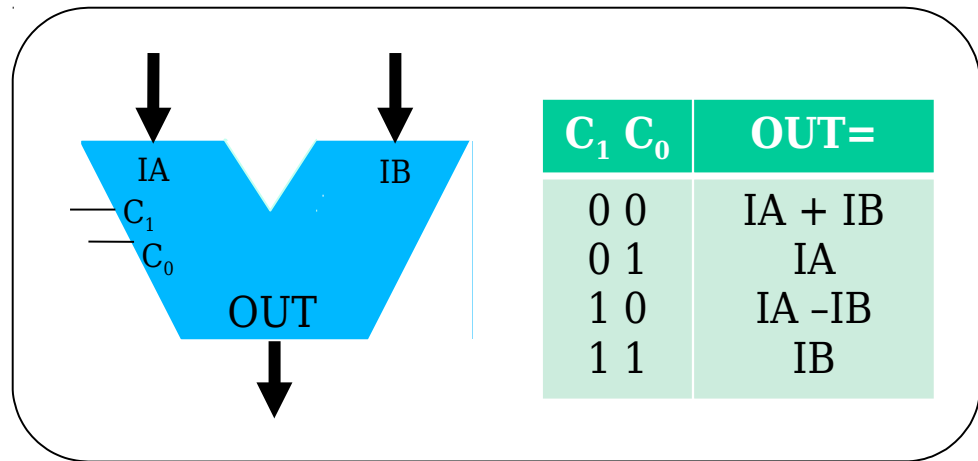 IA
IB
C₁
C₀
OUT
C₁ C₀ OUT=
0 0 IA + IB
0 1 IA
1 0 IA –IB
1 1 IB